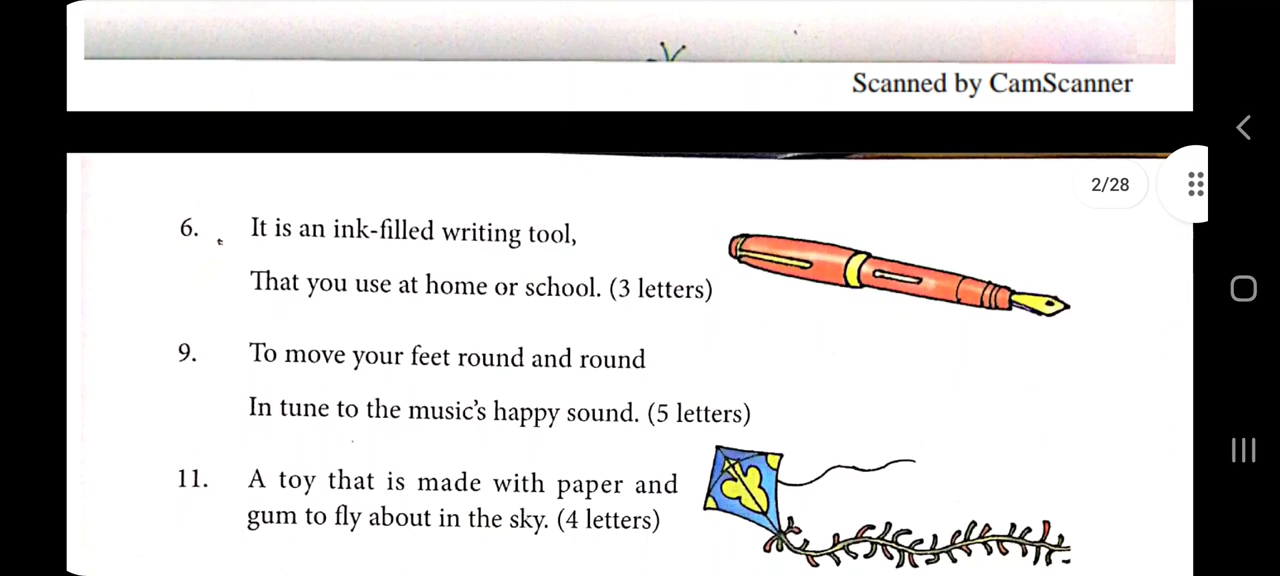 Scanned by CamScanner
2/28
6. It is an ink-filled writing tool,
That you use at home or school. (3 letters)
9. To move your feet round and round
In tune to the music's happy sound. (5 letters)
11. A toy that is made with paper and
gum to fly about in the sky. (4 letters)